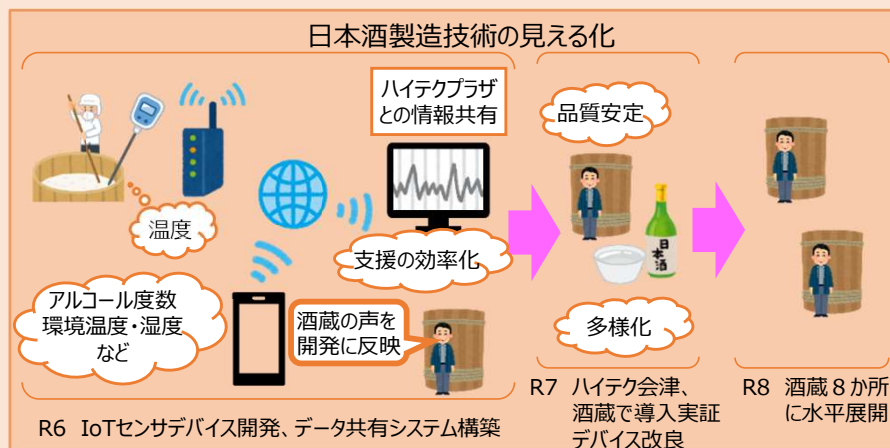 日本酒製造技術の見える化
ハイテクプラザ
との情報共有
温度
支援の効率化
アルコール度数
環境温度・湿度
など
酒蔵の声を
開発に反映
R6 IoTセンサデバイス開発、データ共有システム構築
品質安定
日本酒
多様化
R7 ハイテク会津、
酒蔵で導入実証
デバイス改良
R8 酒蔵８か所
に水平展開